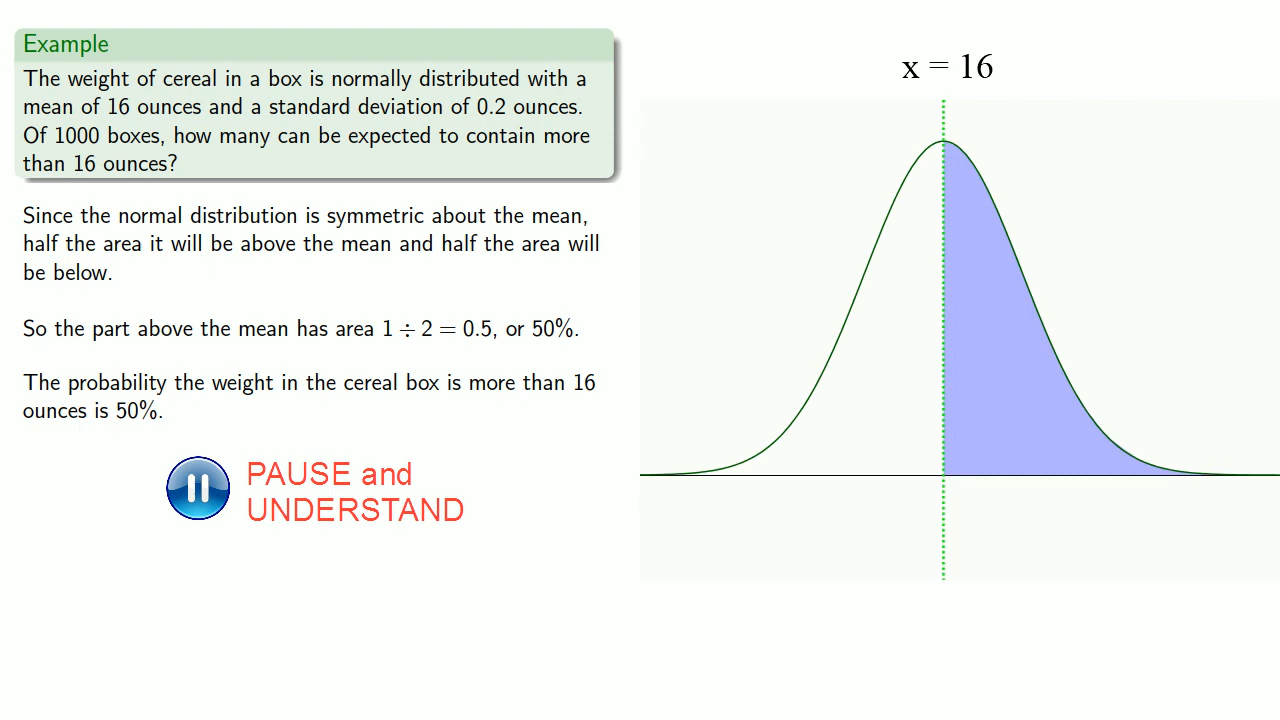 Example
The weight of cereal in a box is normally distributed with a
mean of 16 ounces and a standard deviation of 0.2 ounces.
Of 1000 boxes, how many can be expected to contain more
than 16 ounces?
Since the normal distribution is symmetric about the mean,
half the area it will be above the mean and half the area will
be below.
So the part above the mean has area 1 ÷ 2 = 0.5, or 50%.
The probability the weight in the cereal box is more than 16
ounces is 50%.
PAUSE and
UNDERSTAND
x = 16